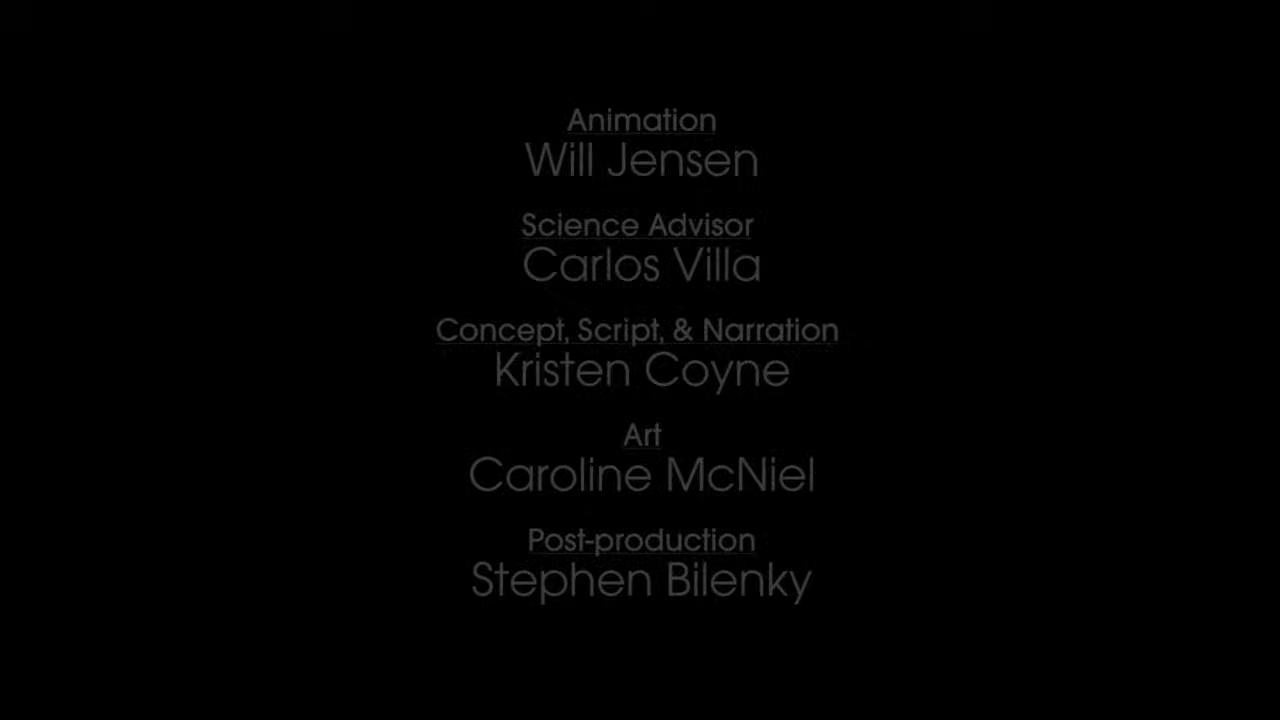 Animation
Will Jensen
Science Advisor
Carlos Villa
Concept, Script, & Narration
Kristen Coyne
Art
Caroline McNiel
Post-production
Stephen Bilenky